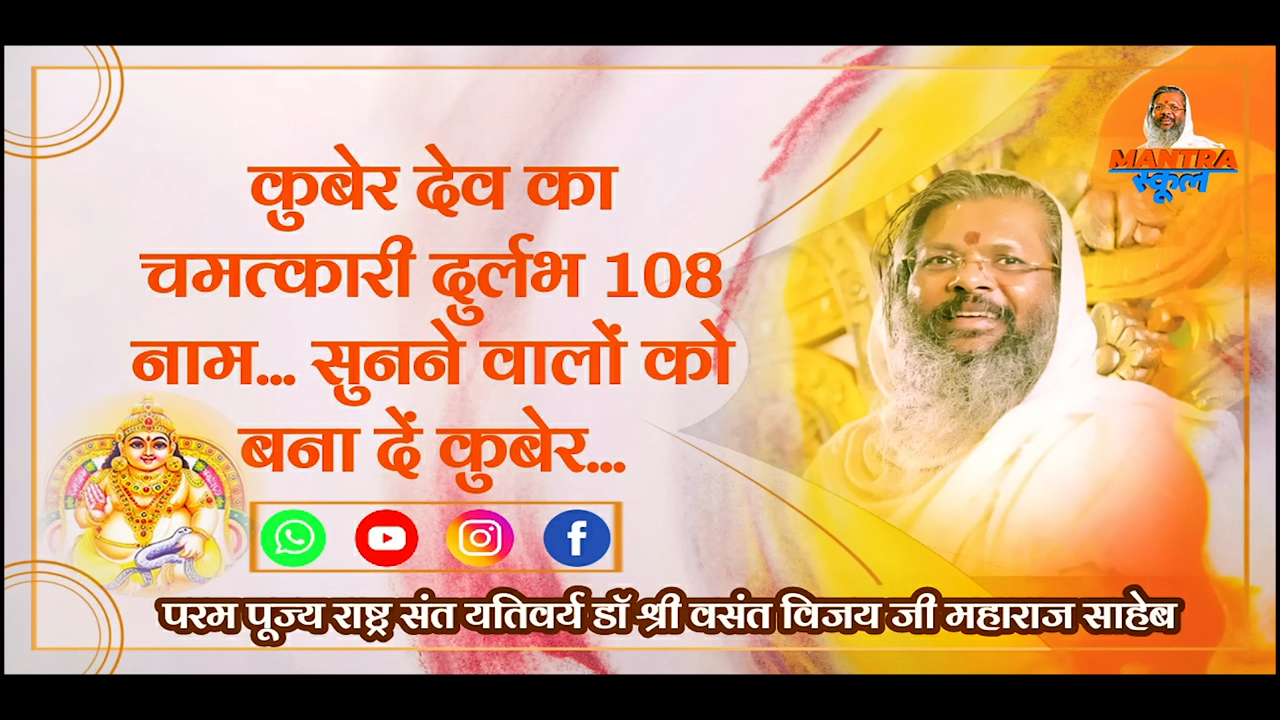 कुबेर देव का
चमत्कारी दुर्लभ 108
नाम... सुनने वालों को
बना दें कुबेर...
MANTRA
स्कूल
परम पूज्य राष्ट्र संत यतिवर्य डॉ श्री वसंत विजय जी महाराज साहेब